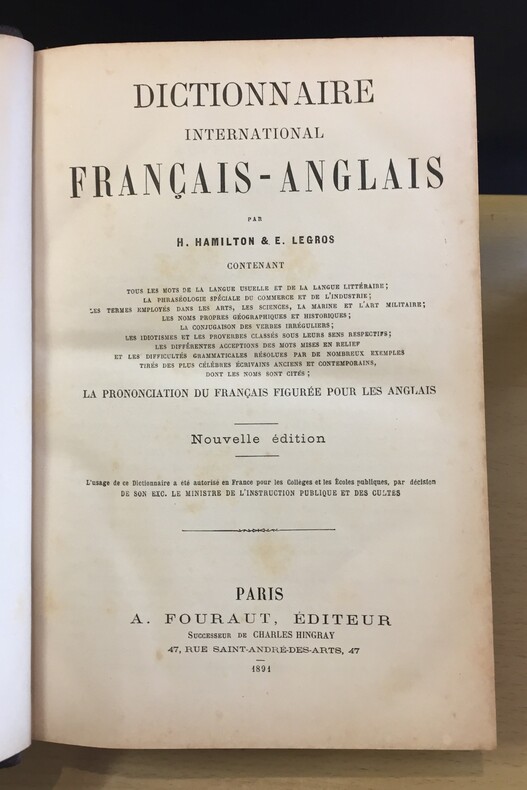 DICTIONNAIRE
INTERNATIONAL
FRANÇAIS-ANGLAIS
PAR
H. HAMILTON & E. LEGROS
CONTENANT
TOUS LES MOTS DE LA LANGUE USUELLE ET DE LA LANGUE LITTÉRAIRE;
LA PHRASÉOLOGIE SPÉCIALE DU COMMERCE ET DE L'INDUSTRIE;
LES TERMES EMPLOYÉS DANS LES ARTS, LES SCIENCES, LA MARINE ET L'ART MILITAIRE;
LES NOMS PROPRES GÉOGRAPHIQUES ET HISTORIQUES;
LA CONJUGAISON DES VERBES IRRÉGULIERS;
LES IDIOTISMES ET LES PROVERBES CLASSÉS SOUS LEURS SENS RESPECTIFS;
LES DIFFÉRENTES ACCEPTIONS DES MOTS MISES EN RELIEF
ET LES DIFFICULTÉS GRAMMATICALES RÉSOLUES PAR DE NOMBREUX EXEMPLES
TIRÉS DES PLUS CÉLÈBRES ÉCRIVAINS ANCIENS ET CONTEMPORAINS,
DONT LES NOMS SONT CITÉS;
LA PRONONCIATION DU FRANÇAIS FIGURÉE POUR LES ANGLAIS
Nouvelle édition
L'usage de ce Dictionnaire a été autorisé en France pour les Colléges et les Écoles publiques, par décision
DE SON EXC. LE MINISTRE DE L'INSTRUCTION PUBLIQUE ET DES CULTES
PARIS
A. FOURAUT, ÉDITEUR
SUCCESSEUR DE CHARLES HINGRAY
47, RUE SAINT-ANDRÉ-DES-ARTS, 47
1891